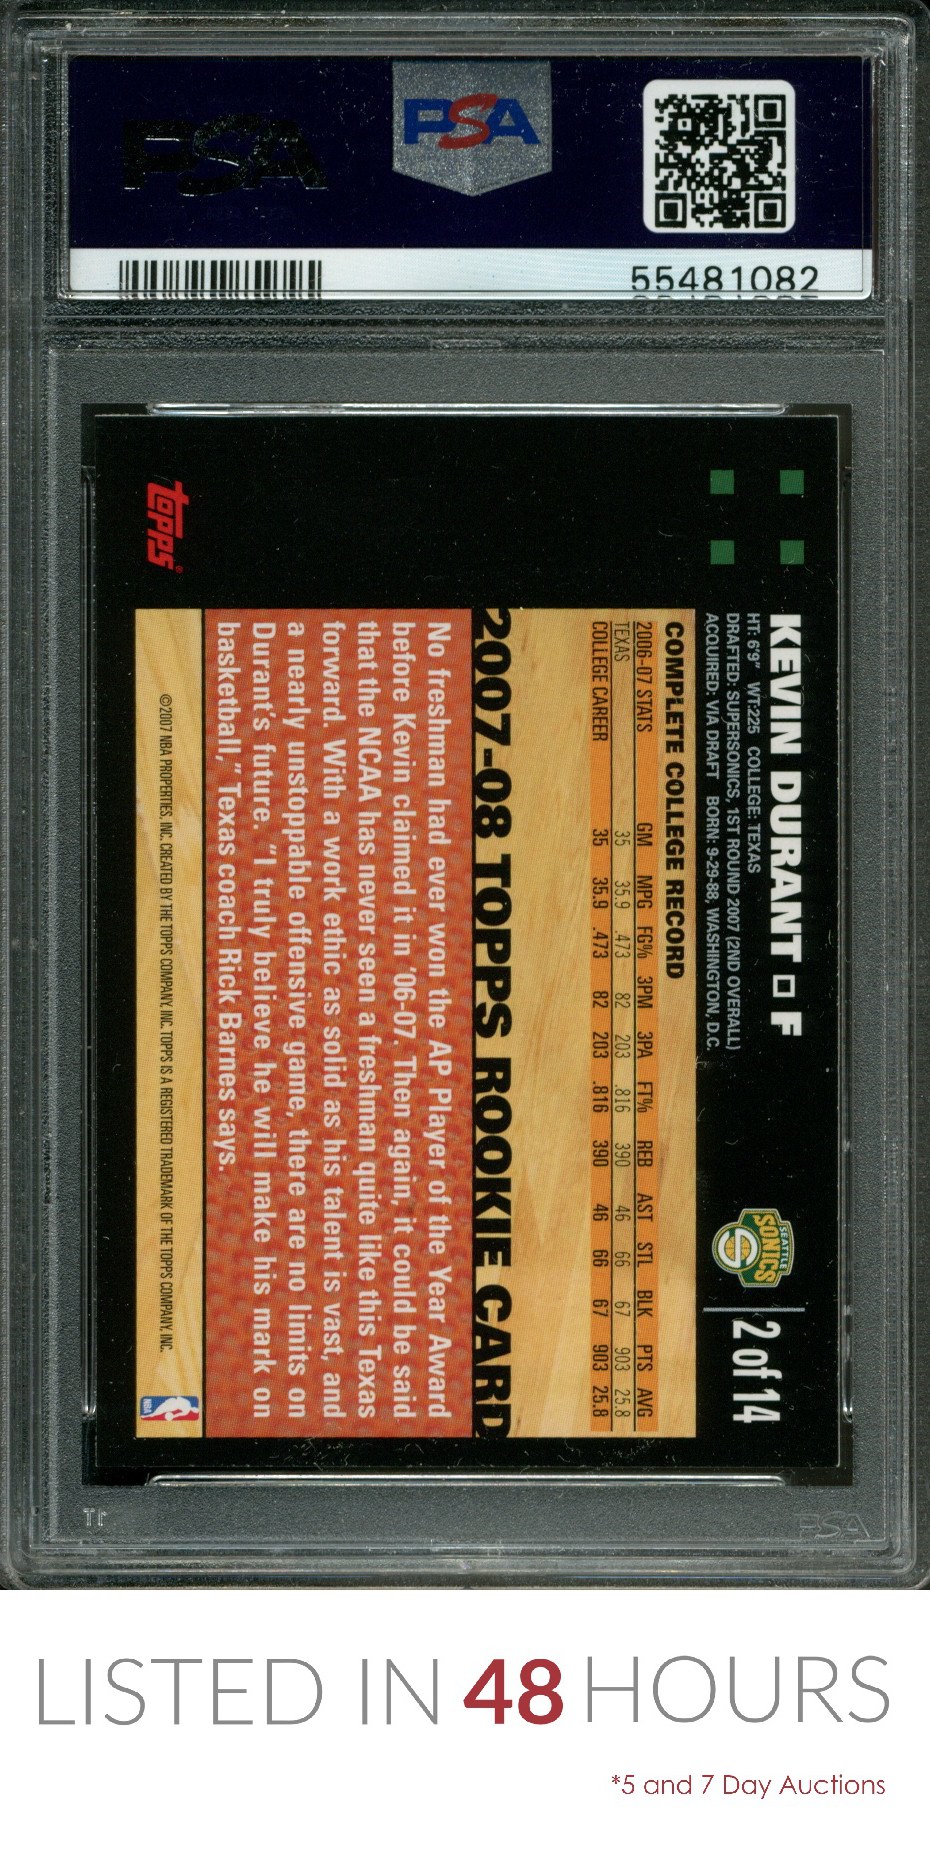 PSA
PSA
55481082
KEVIN DURANT □ F
HT: 6'9" WT:225 COLLEGE: TEXAS
DRAFTED: SUPERSONICS, 1ST ROUND 2007 (2ND OVERALL)
ACQUIRED: VIA DRAFT BORN: 9-29-88, WASHINGTON, D.C.
SEATTLE
SONICS
2 of 14
COMPLETE COLLEGE RECORD
2006-07 STATS GM MPG FG% 3PM 3PA FT% REB AST STL BLK PTS AVG
TEXAS 35 35.9 .473 82 203 .816 390 46 66 67 903 25.8
COLLEGE CAREER 35 35.9 .473 82 203 .816 390 46 66 67 903 25.8
2007-08 TOPPS ROOKIE CARD
No freshman had ever won the AP Player of the Year Award
before Kevin claimed it in '06-07. Then again, it could be said
that the NCAA has never seen a freshman quite like this Texas
forward. With a work ethic as solid as his talent is vast, and
a nearly unstoppable offensive game, there are no limits on
Durant's future. "I truly believe he will make his mark on
basketball," Texas coach Rick Barnes says.
©2007 NBA PROPERTIES, INC. CREATED BY THE TOPPS COMPANY, INC. TOPPS IS A REGISTERED TRADEMARK OF THE TOPPS COMPANY, INC.
NBA
topps®
PSA
LISTED IN 48 HOURS
*5 and 7 Day Auctions